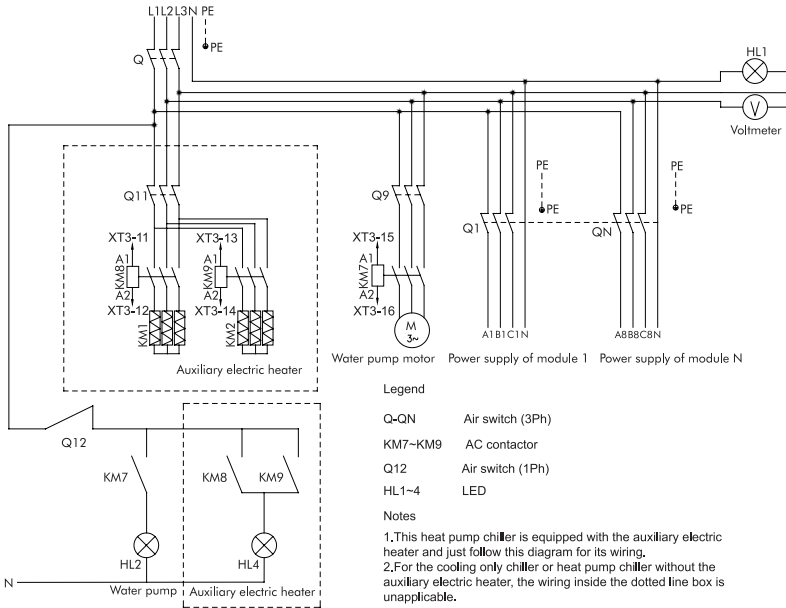 L1L2L3N PE
PE
Q
HL1
V
Voltmeter
Q11
Q9
PE
PE
Q1
PE
PE
QN
XT3-11
XT3-13
XT3-15
A1
KM8
A2
A1
KM9
A2
A1
KM7
A2
XT3-12
XT3-14
XT3-16
KM1
KM2
M
3~
A1B1C1N
A8B8C8N
Auxiliary electric heater
Water pump motor
Power supply of module 1
Power supply of module N
Legend
Q-QN Air switch (3Ph)
KM7~KM9 AC contactor
Q12 Air switch (1Ph)
HL1~4 LED
Notes
1.This heat pump chiller is equipped with the auxiliary electric
heater and just follow this diagram for its wiring.
2.For the cooling only chiller or heat pump chiller without the
auxiliary electric heater, the wiring inside the dotted line box is
unapplicable.
Q12
KM7
KM8
KM9
HL2
HL4
N
Water pump
Auxiliary electric heater